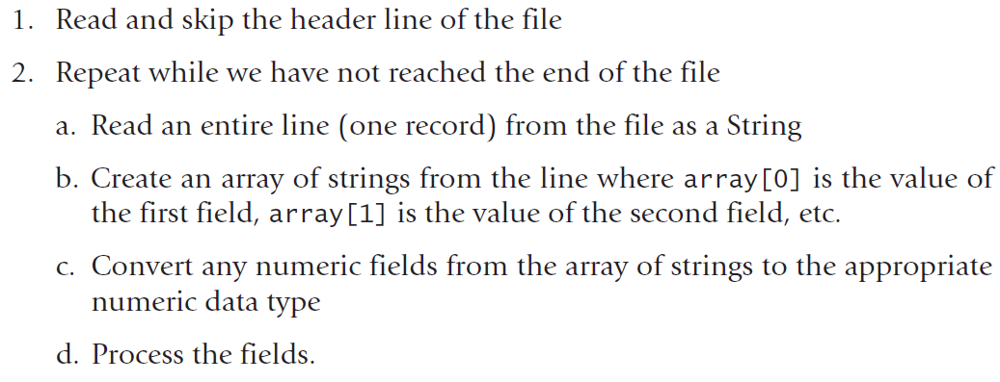 1. Read and skip the header line of the file
2. Repeat while we have not reached the end of the file
a. Read an entire line (one record) from the file as a String
b. Create an array of strings from the line where array[0] is the value of
the first field, array[1] is the value of the second field, etc.
c. Convert any numeric fields from the array of strings to the appropriate
numeric data type
d. Process the fields.